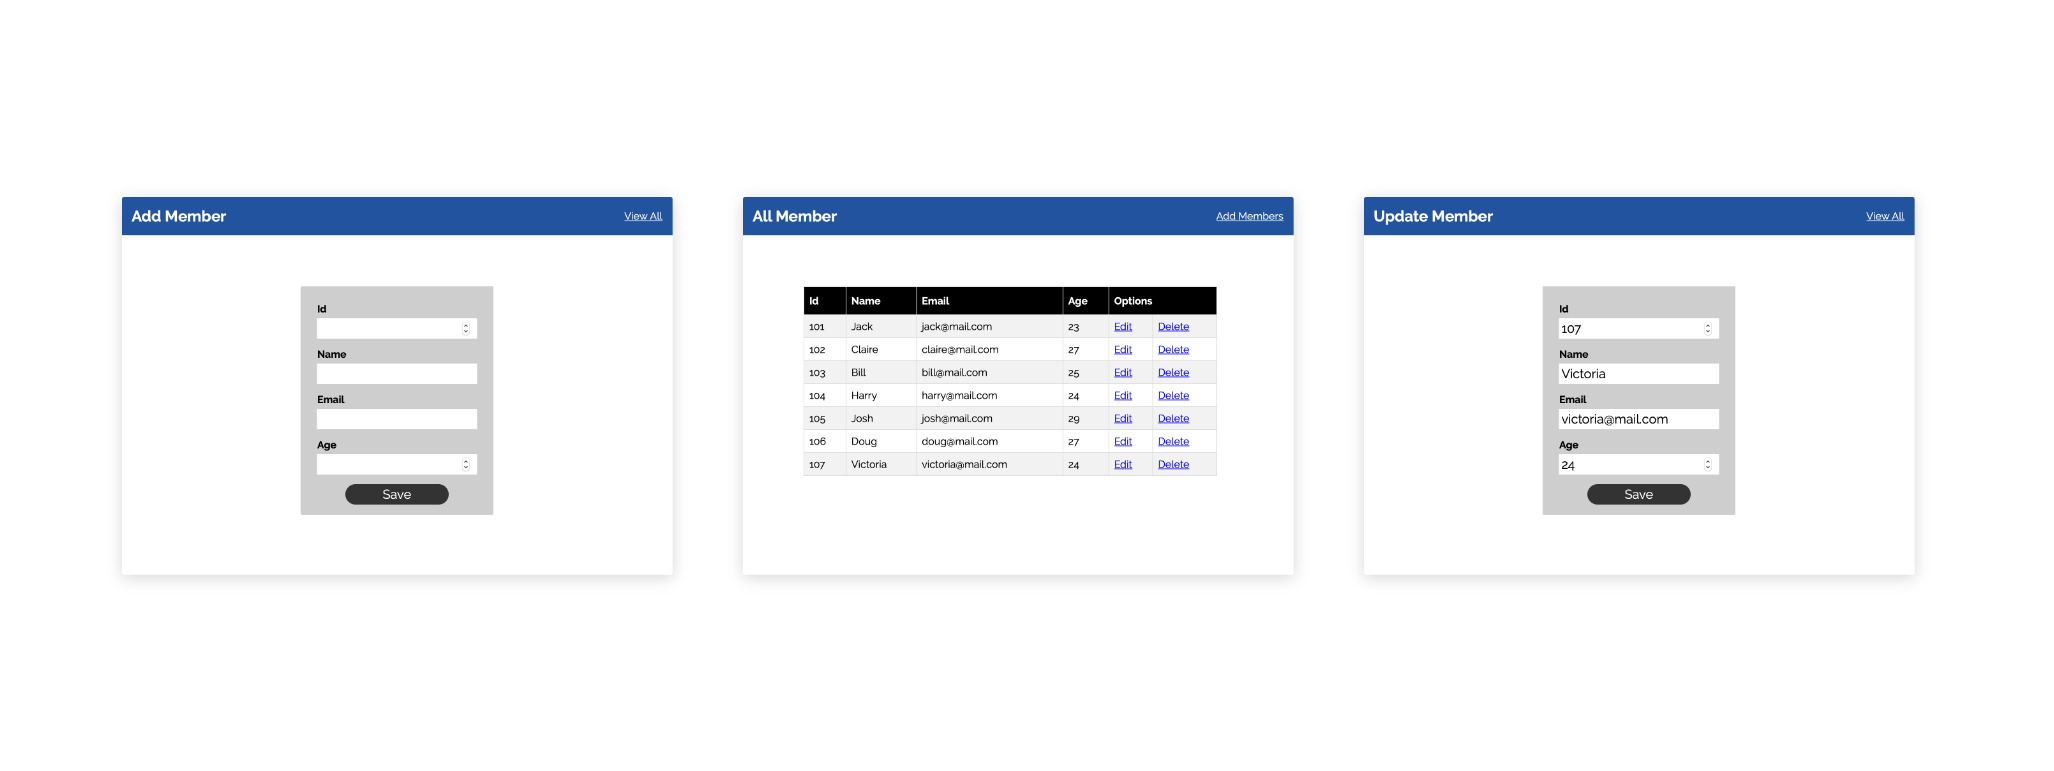 Add Member
View All
Id
Name
Email
Age
Save
All Member
Add Members
Id Name Email Age Options
101 Jack jack@mail.com 23 Edit Delete
102 Claire claire@mail.com 27 Edit Delete
103 Bill bill@mail.com 25 Edit Delete
104 Harry harry@mail.com 24 Edit Delete
105 Josh josh@mail.com 29 Edit Delete
106 Doug doug@mail.com 27 Edit Delete
107 Victoria victoria@mail.com 24 Edit Delete
Update Member
View All
Id
107
Name
Victoria
Email
victoria@mail.com
Age
24
Save